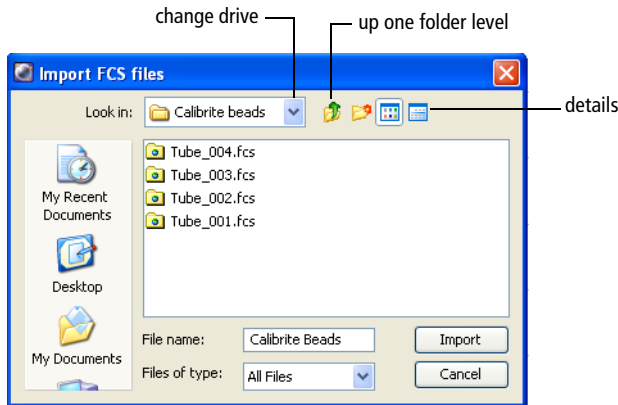 change drive
up one folder level
Import FCS files
Look in:
Calibrite beads
details
Tube_004.fcs
Tube_003.fcs
Tube_002.fcs
Tube_001.fcs
My Recent
Documents
Desktop
My Documents
File name:
Calibrite Beads
Import
Files of type:
All Files
Cancel